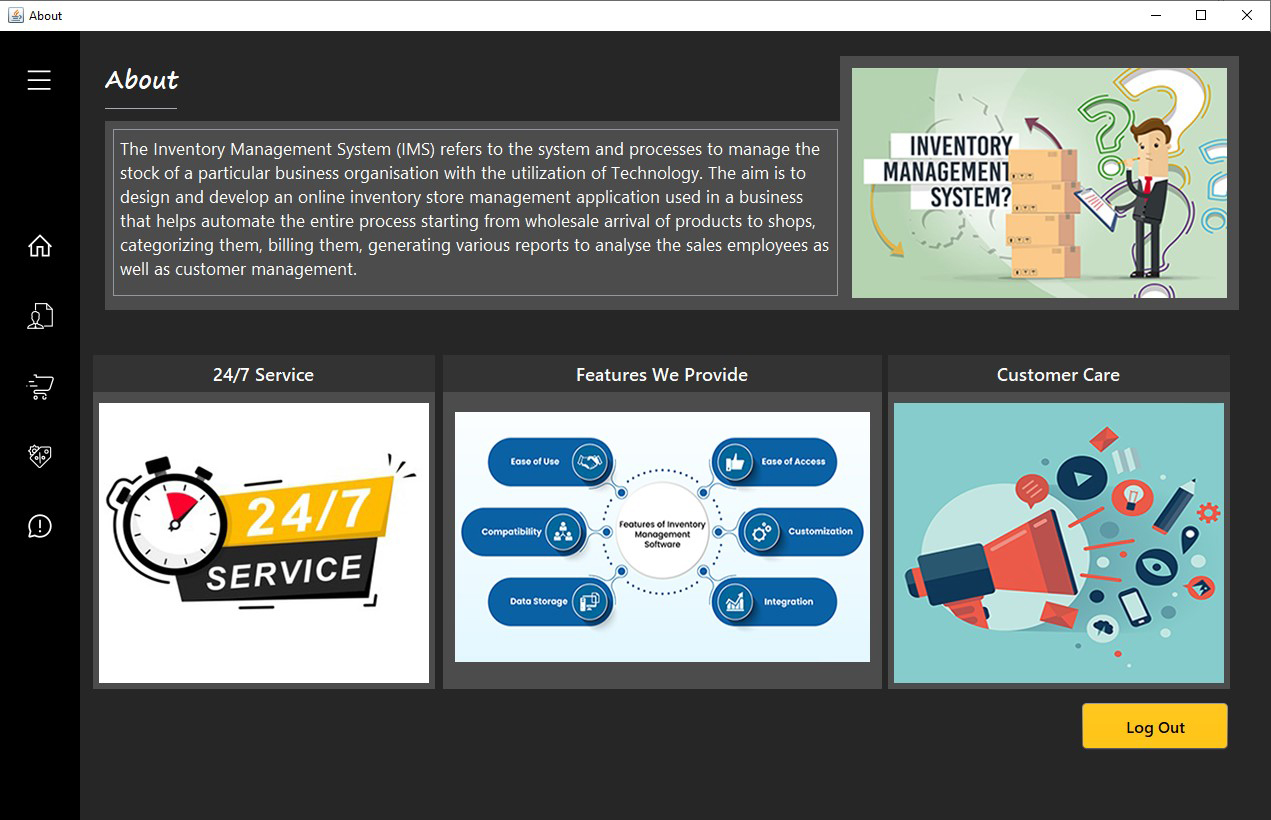 About
About
The Inventory Management System (IMS) refers to the system and processes to manage the
stock of a particular business organisation with the utilization of Technology. The aim is to
design and develop an online inventory store management application used in a business
that helps automate the entire process starting from wholesale arrival of products to shops,
categorizing them, billing them, generating various reports to analyse the sales employees as
well as customer management.
INVENTORY
MANAGEMENT
SYSTEM?
24/7 Service
24/7
SERVICE
Features We Provide
Ease of Use
Ease of Access
Compatibility
Features of Inventory
Management
Software
Customization
Data Storage
Integration
Customer Care
Log Out